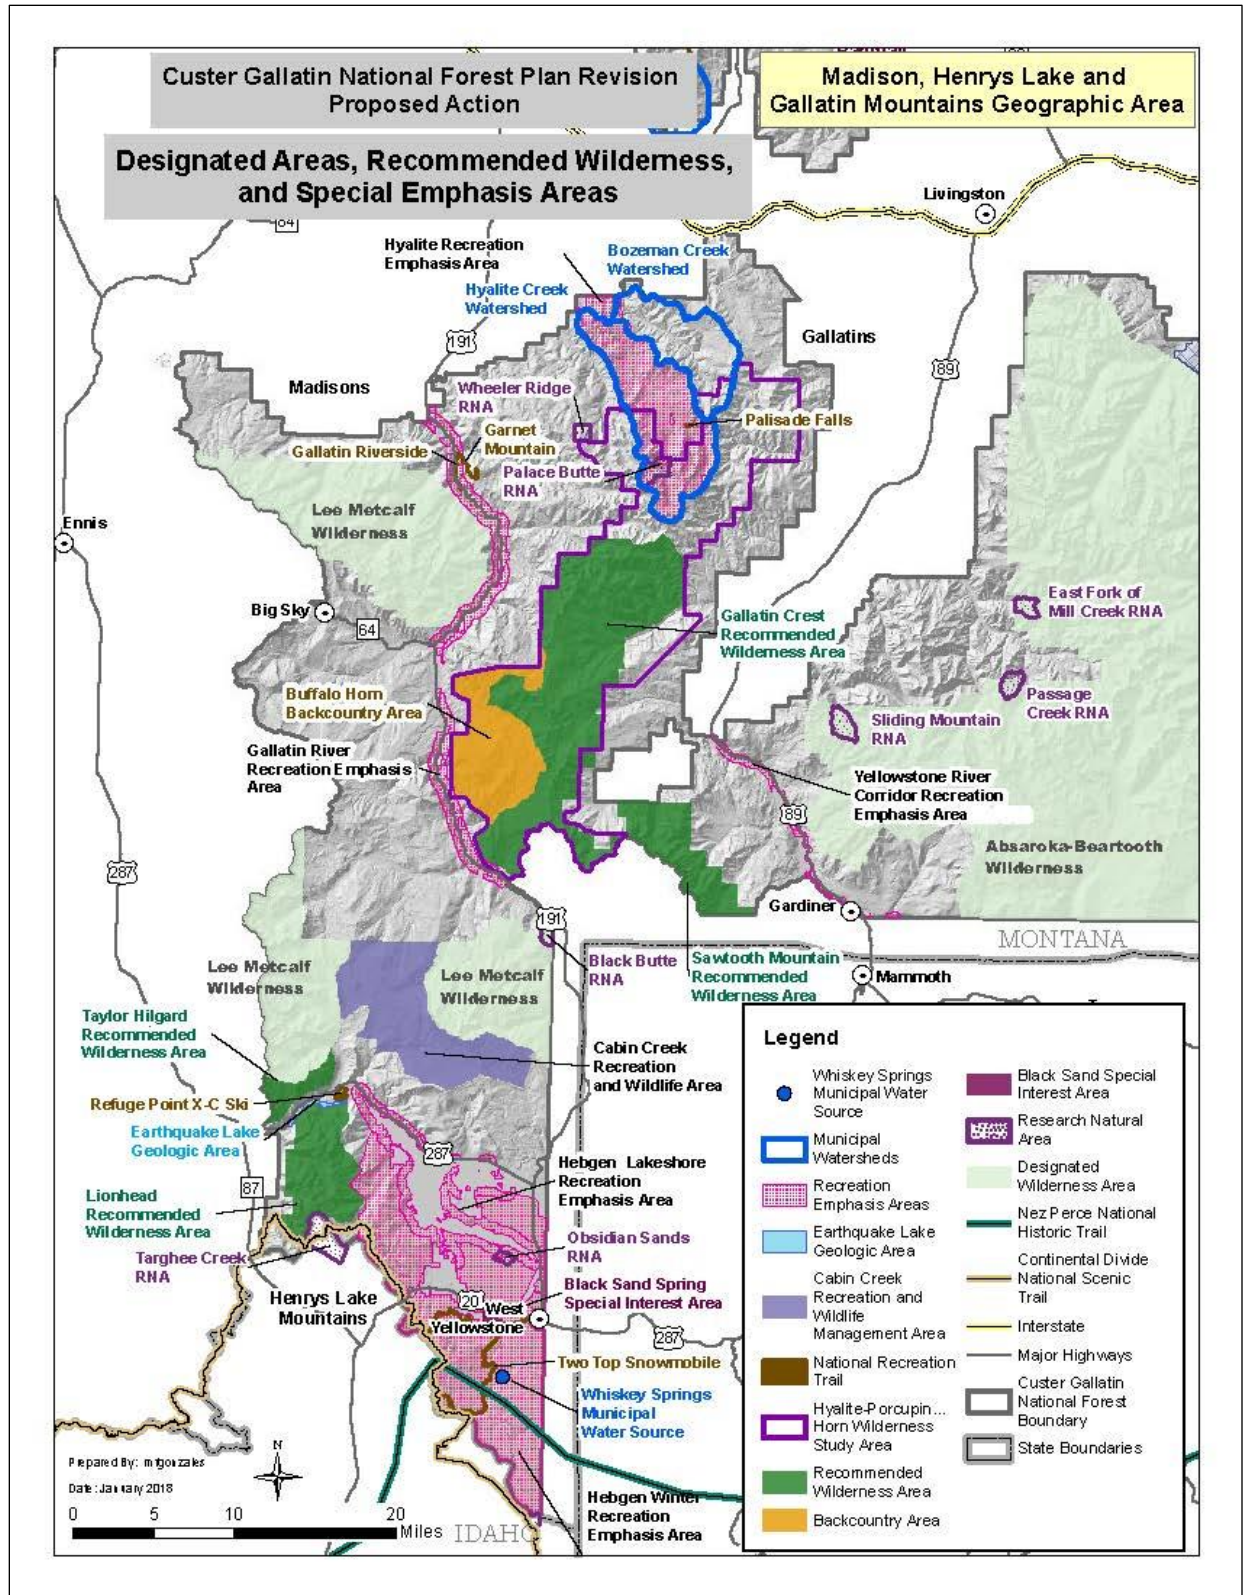 Custer Gallatin National Forest Plan Revision
Proposed Action
Madison, Henrys Lake and
Gallatin Mountains Geographic Area
Designated Areas, Recommended Wilderness,
and Special Emphasis Areas
84
Livingston
Hyalite Recreation
Emphasis Area
Bozeman Creek
Watershed
Hyalite Creek
Watershed
191
Gallatins
89
Madisons
Wheeler Ridge
RNA
Garnet
Mountain
Palisade Falls
Gallatin Riverside
Palace Butte
RNA
Lee Metcalf
Wilderness
Ennis
Big Sky
64
East Fork of
Mill Creek RNA
Gallatin Crest
Recommended
Wilderness Area
Buffalo Horn
Backcountry Area
Passage
Creek RNA
Sliding Mountain
RNA
Gallatin River
Recreation Emphasis
Area
Yellowstone River
Corridor Recreation
Emphasis Area
89
Absaroka-Beartooth
Wilderness
287
Gardiner
191
MONTANA
Lee Metcalf
Wilderness
Lee Metcalf
Wilderness
Black Butte
RNA
Sawtooth Mountain
Recommended
Wilderness Area
Mammoth
Taylor Hilgard
Recommended
Wilderness Area
Cabin Creek
Recreation
and Wildlife Area
Refuge Point X-C Ski
Earthquake Lake
Geologic Area
287
Hebgen Lakeshore
Recreation
Emphasis Area
87
Lionhead
Recommended
Wilderness Area
Targhee Creek
RNA
Obsidian Sands
RNA
Henrys Lake
Mountains
Black Sand Spring
Special Interest Area
20
West
Yellowstone
287
Two Top Snowmobile
Whiskey Springs
Municipal
Water Source
Hebgen Winter
Recreation
Emphasis Area
IDAHO
N
Prepared By: mtgonzales
Date: January 2018
0 5 10 20
Miles
Legend
Whiskey Springs
Municipal Water
Source
Municipal
Watersheds
Recreation
Emphasis Areas
Earthquake Lake
Geologic Area
Cabin Creek
Recreation and
Wildlife
Management Area
National Recreation
Trail
Hyalite-Porcupin...
Horn Wilderness
Study Area
Recommended
Wilderness Area
Backcountry Area
Black Sand Special
Interest Area
Research Natural
Area
Designated
Wilderness Area
Nez Perce National
Historic Trail
Continental Divide
National Scenic
Trail
Interstate
Major Highways
Custer Gallatin
National Forest
Boundary
State Boundaries